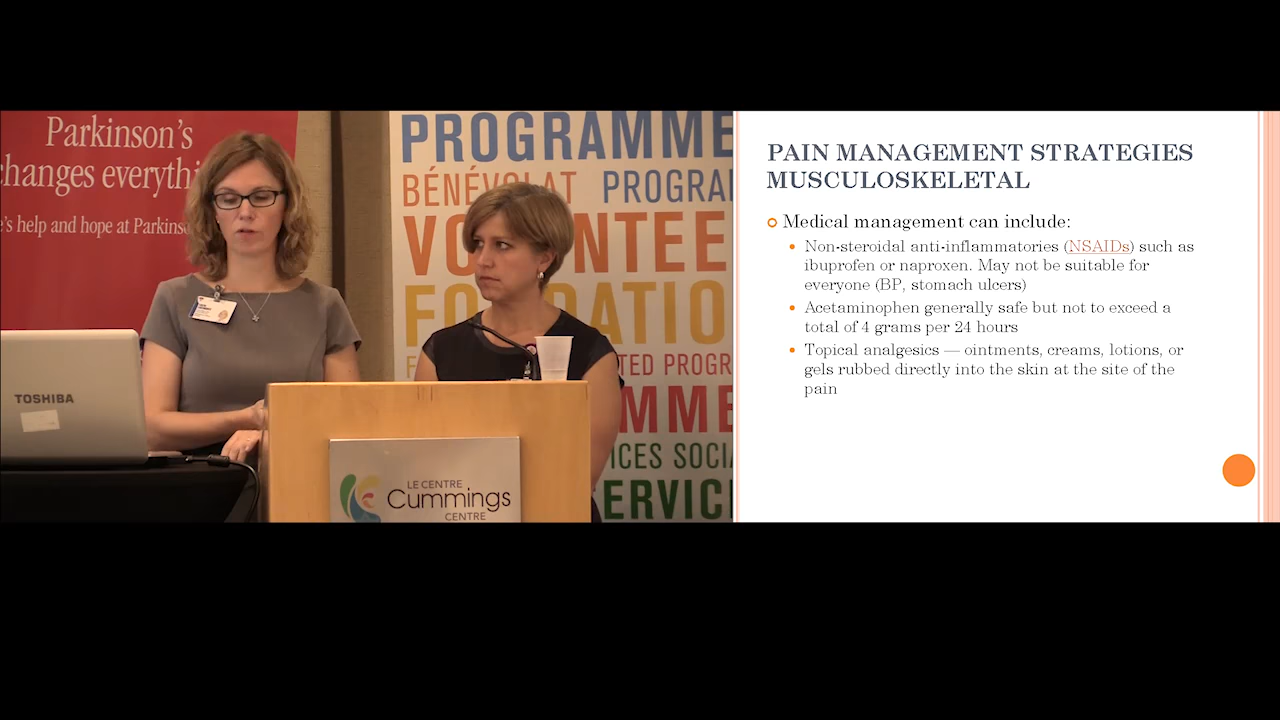 Parkinson's
changes everythi
e's help and hope at Parkinso
PROGRAMME
BÉNÉVOLAT PROGRA
VO NTEE
FO DATIO
TED PROGR
MME
ICES SOCI
SERVIC
TOSHIBA
LE CENTRE
Cummings
CENTRE
PAIN MANAGEMENT STRATEGIES
MUSCULOSKELETAL
Medical management can include:
Non-steroidal anti-inflammatories (NSAIDs) such as
ibuprofen or naproxen. May not be suitable for
everyone (BP, stomach ulcers)
Acetaminophen generally safe but not to exceed a
total of 4 grams per 24 hours
Topical analgesics — ointments, creams, lotions, or
gels rubbed directly into the skin at the site of the
pain